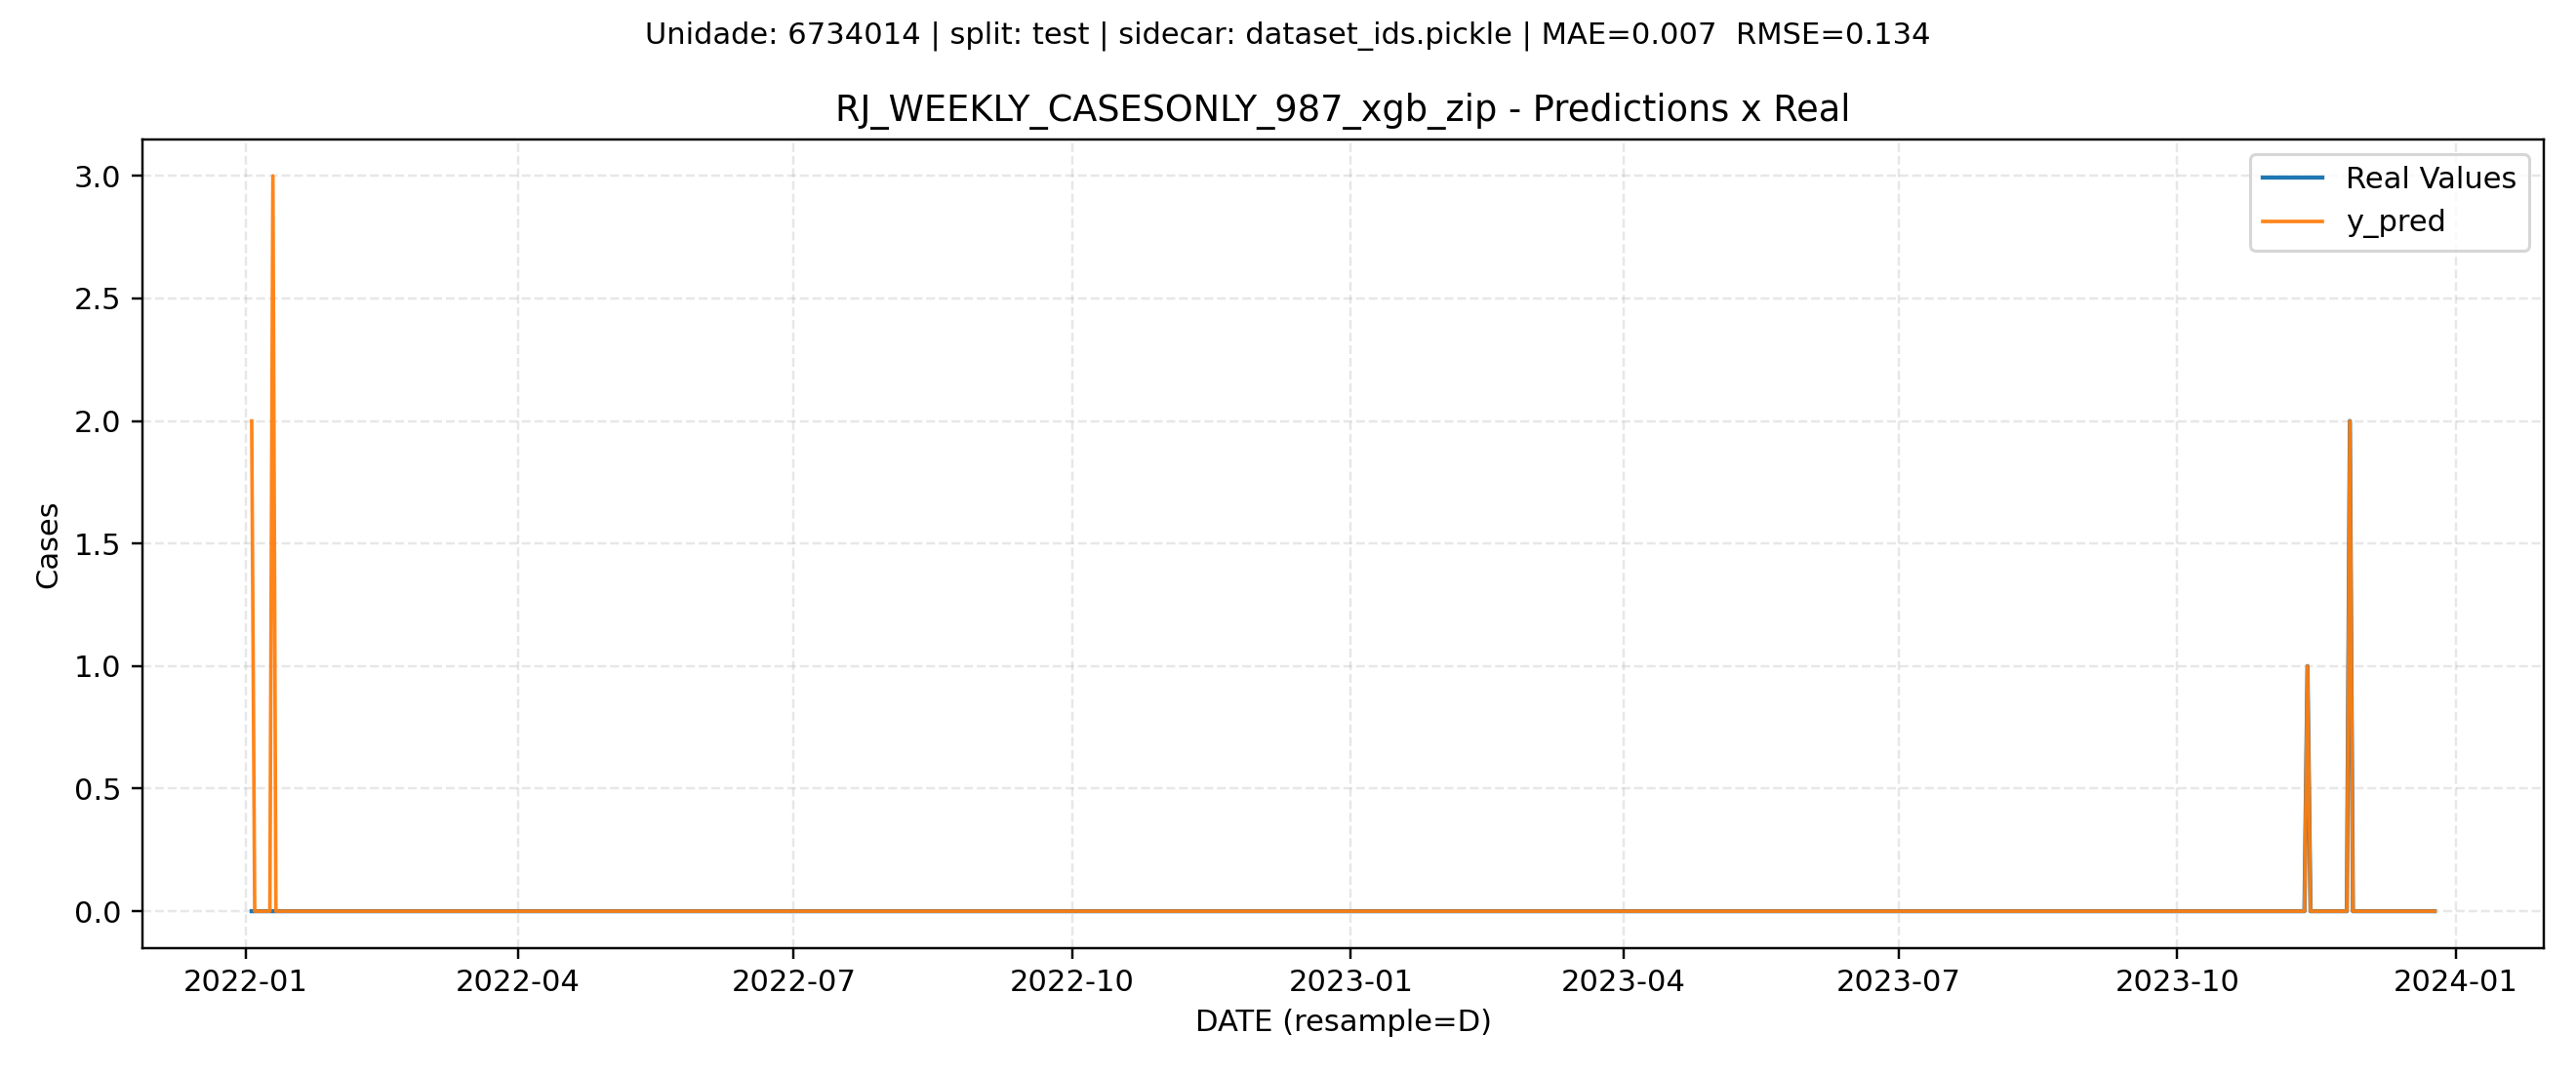 Unidade: 6734014 | split: test | sidecar: dataset_ids.pickle | MAE=0.007  RMSE=0.134
RJ_WEEKLY_CASESONLY_987_xgb_zip - Predictions x Real
Real Values
y_pred
Cases
3.0
2.5
2.0
1.5
1.0
0.5
0.0
2022-01
2022-04
2022-07
2022-10
2023-01
2023-04
2023-07
2023-10
2024-01
DATE (resample=D)